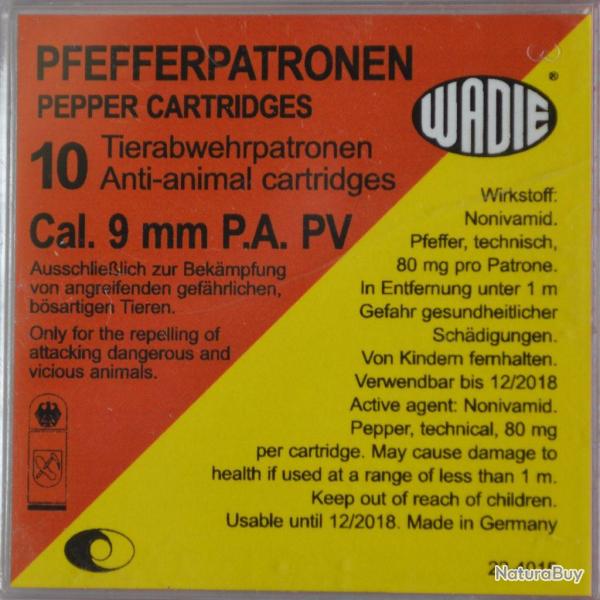 PFEFFERPATRONEN
PEPPER CARTRIDGES
WADIE®
10 Tierabwehrpatronen
Anti-animal cartridges
Cal. 9 mm P.A. PV
Ausschließlich zur Bekämpfung
von angreifenden gefährlichen,
bösartigen Tieren.
Only for the repelling of
attacking dangerous and
vicious animals.
Wirkstoff:
Nonivamid.
Pfeffer, technisch,
80 mg pro Patrone.
In Entfernung unter 1 m
Gefahr gesundheitlicher
Schädigungen.
Von Kindern fernhalten.
Verwendbar bis 12/2018
Active agent: Nonivamid.
Pepper, technical, 80 mg
per cartridge. May cause damage to
health if used at a range of less than 1 m.
Keep out of reach of children.
Usable until 12/2018. Made in Germany
NaturaBuy